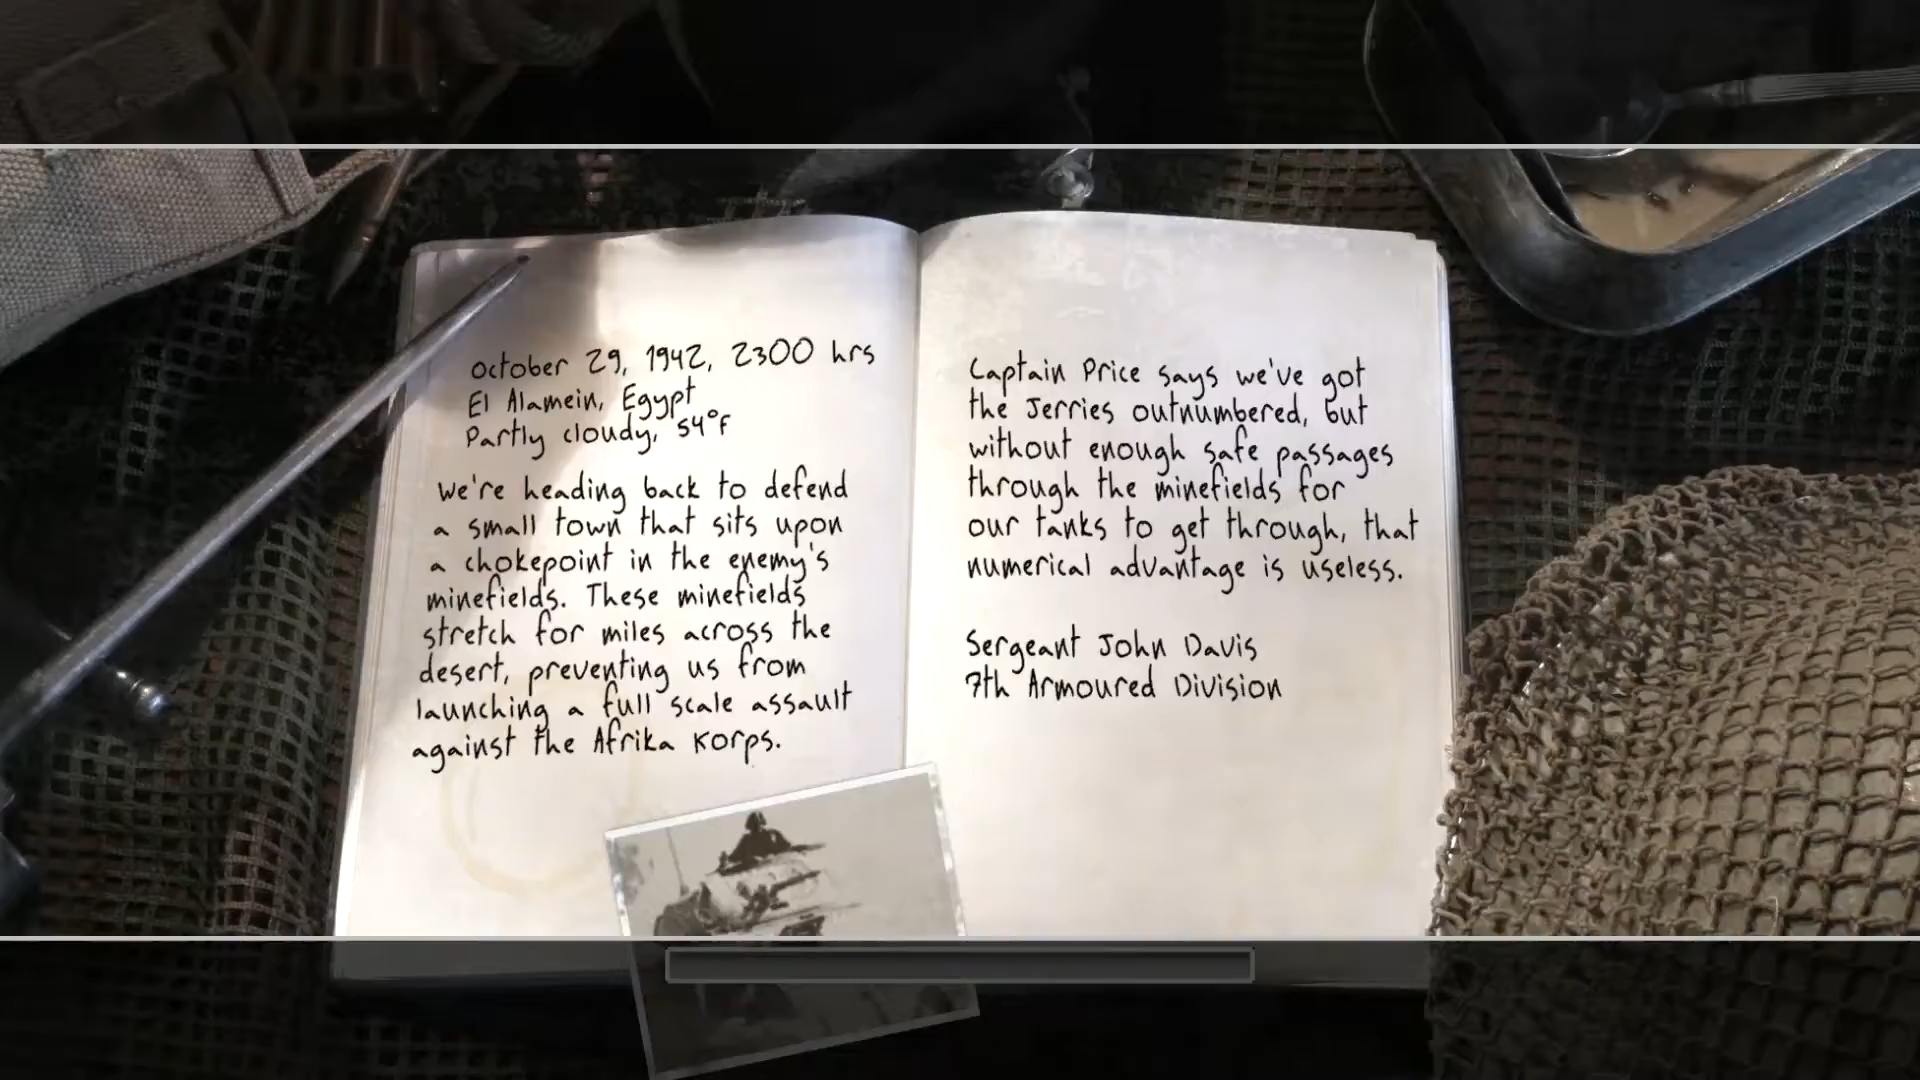 October 29, 1942, 2300 hrs
El Alamein, Egypt
Partly cloudy, 54°F
We're heading back to defend
a small town that sits upon
a chokepoint in the enemy's
minefields. These minefields
stretch for miles across the
desert, preventing us from
launching a full scale assault
against the Afrika Korps.
Captain Price says we've got
the Jerries outnumbered, but
without enough safe passages
through the minefields for
our tanks to get through, that
numerical advantage is useless.
Sergeant John Davis
7th Armoured Division